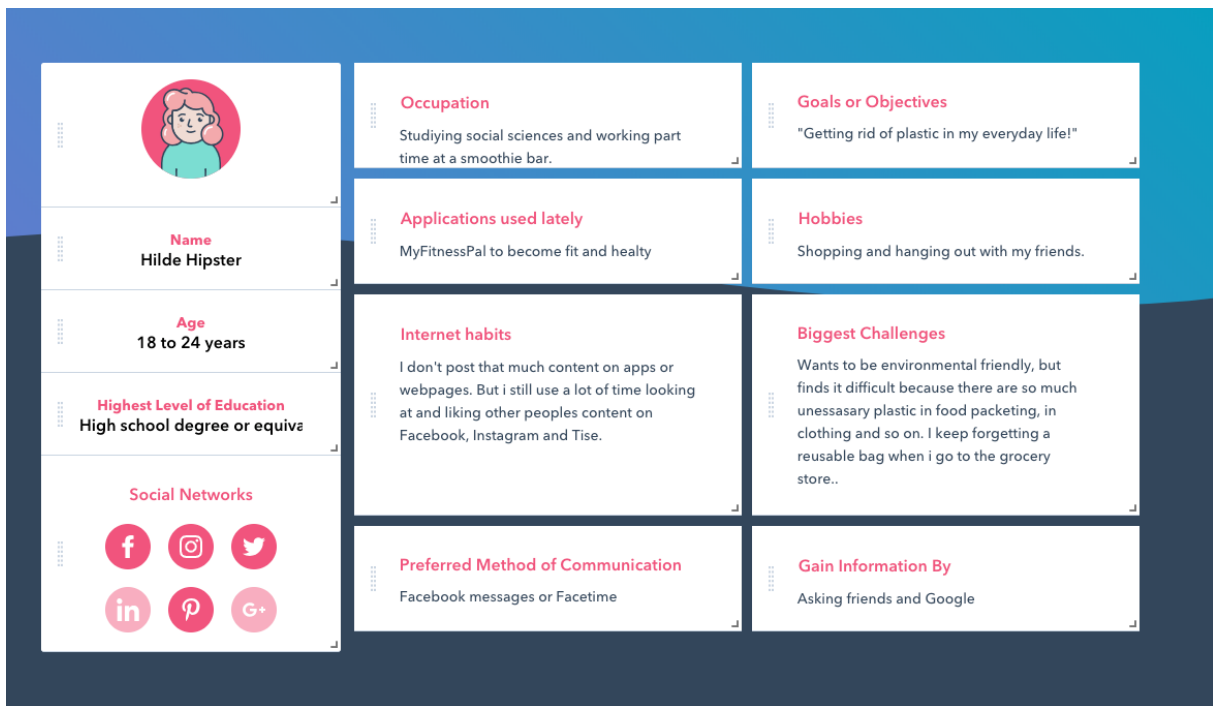 Name
Hilde Hipster
Age
18 to 24 years
Highest Level of Education
High school degree or equiva
Social Networks
f
in
G+
Occupation
Studiying social sciences and working part
time at a smoothie bar.
Goals or Objectives
"Getting rid of plastic in my everyday life!"
Applications used lately
MyFitnessPal to become fit and healty
Hobbies
Shopping and hanging out with my friends.
Internet habits
I don't post that much content on apps or
webpages. But i still use a lot of time looking
at and liking other peoples content on
Facebook, Instagram and Tise.
Biggest Challenges
Wants to be environmental friendly, but
finds it difficult because there are so much
unessasary plastic in food packeting, in
clothing and so on. I keep forgetting a
reusable bag when i go to the grocery
store..
Preferred Method of Communication
Facebook messages or Facetime
Gain Information By
Asking friends and Google